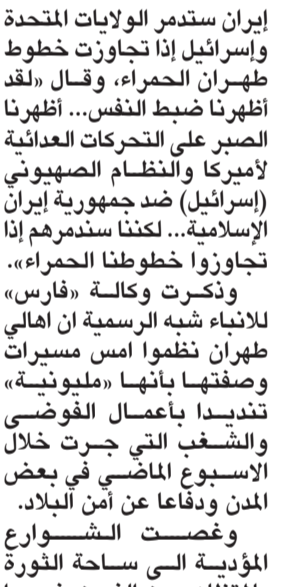 إيران ستدمر الولايات المتحدة
وإسرائيل إذا تجاوزت خطوط
طهران الحمراء، وقال «لقد
أظهرنا ضبط النفس... أظهرنا
الصبر على التحركات العدائية
لأميركا والنظام الصهيوني
(إسرائيل) ضد جمهورية إيران
الإسلامية... لكننا سندمرهم إذا
تجاوزوا خطوطنا الحمراء».
وذكرت وكالة «فارس»
للانباء شبه الرسمية ان اهالي
طهران نظموا امس مسيرات
وصفتها بأنها «مليونية»
تنديدا بأعمال الفوضى
والشغب التي جرت خلال
الاسبوع الماضي في بعض
المدن ودفاعا عن أمن البلاد.
وغصت الشوارع
المؤدية الى ساحة الثورة